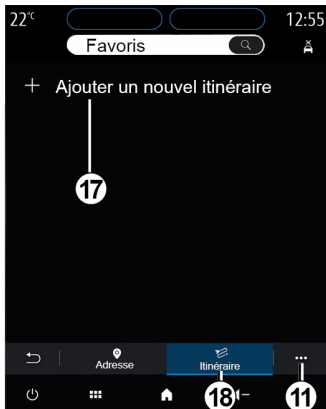 22°C
12:55
Favoris
+ Ajouter un nouvel itinéraire
17
Adresse
Itinéraire
...
18
11